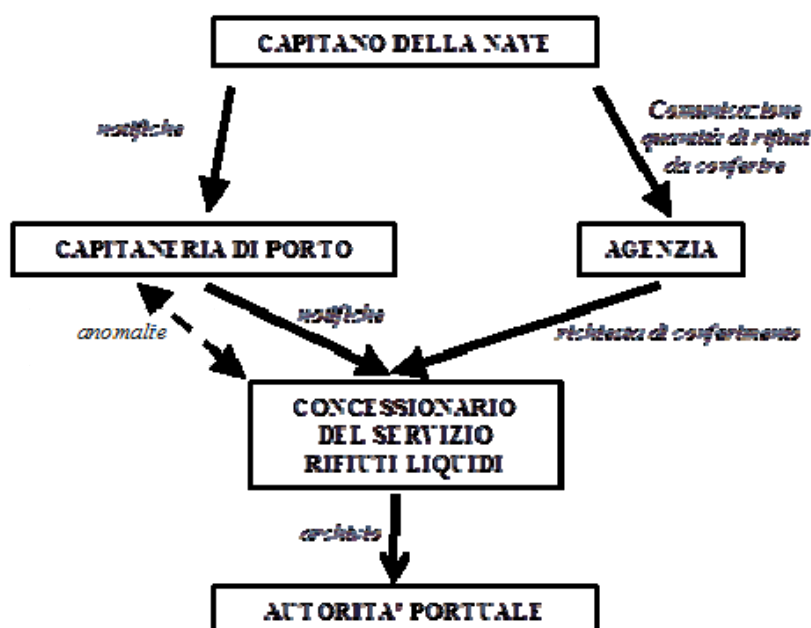 CAPITANO DELLA NAVE
notifiche
Comunicazione
quantità di rifiuti
da conferire
CAPITANERIA DI PORTO
AGENZIA
anomalie
notifiche
richiesta di conferimento
CONCESSIONARIO
DEL SERVIZIO
RIFIUTI LIQUIDI
archivio
AUTORITA' PORTUALE